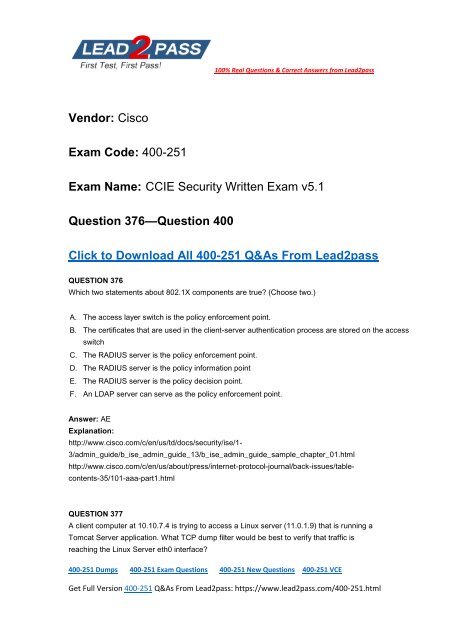 LEAD2PASS
First Test, First Pass!
100% Real Questions & Correct Answers from Lead2pass
Vendor: Cisco
Exam Code: 400-251
Exam Name: CCIE Security Written Exam v5.1
Question 376—Question 400
Click to Download All 400-251 Q&As From Lead2pass
QUESTION 376
Which two statements about 802.1X components are true? (Choose two.)
A. The access layer switch is the policy enforcement point.
B. The certificates that are used in the client-server authentication process are stored on the access
switch
C. The RADIUS server is the policy enforcement point.
D. The RADIUS server is the policy information point
E. The RADIUS server is the policy decision point.
F. An LDAP server can serve as the policy enforcement point.
Answer: AE
Explanation:
http://www.cisco.com/c/en/us/td/docs/security/ise/1-
3/admin_guide/b_ise_admin_guide_13/b_ise_admin_guide_sample_chapter_01.html
http://www.cisco.com/c/en/us/about/press/internet-protocol-journal/back-issues/table-
contents-35/101-aaa-part1.html
QUESTION 377
A client computer at 10.10.7.4 is trying to access a Linux server (11.0.1.9) that is running a
Tomcat Server application. What TCP dump filter would be best to verify that traffic is
reaching the Linux Server eth0 interface?
400-251 Dumps 400-251 Exam Questions 400-251 New Questions 400-251 VCE
Get Full Version 400-251 Q&As From Lead2pass: https://www.lead2pass.com/400-251.html